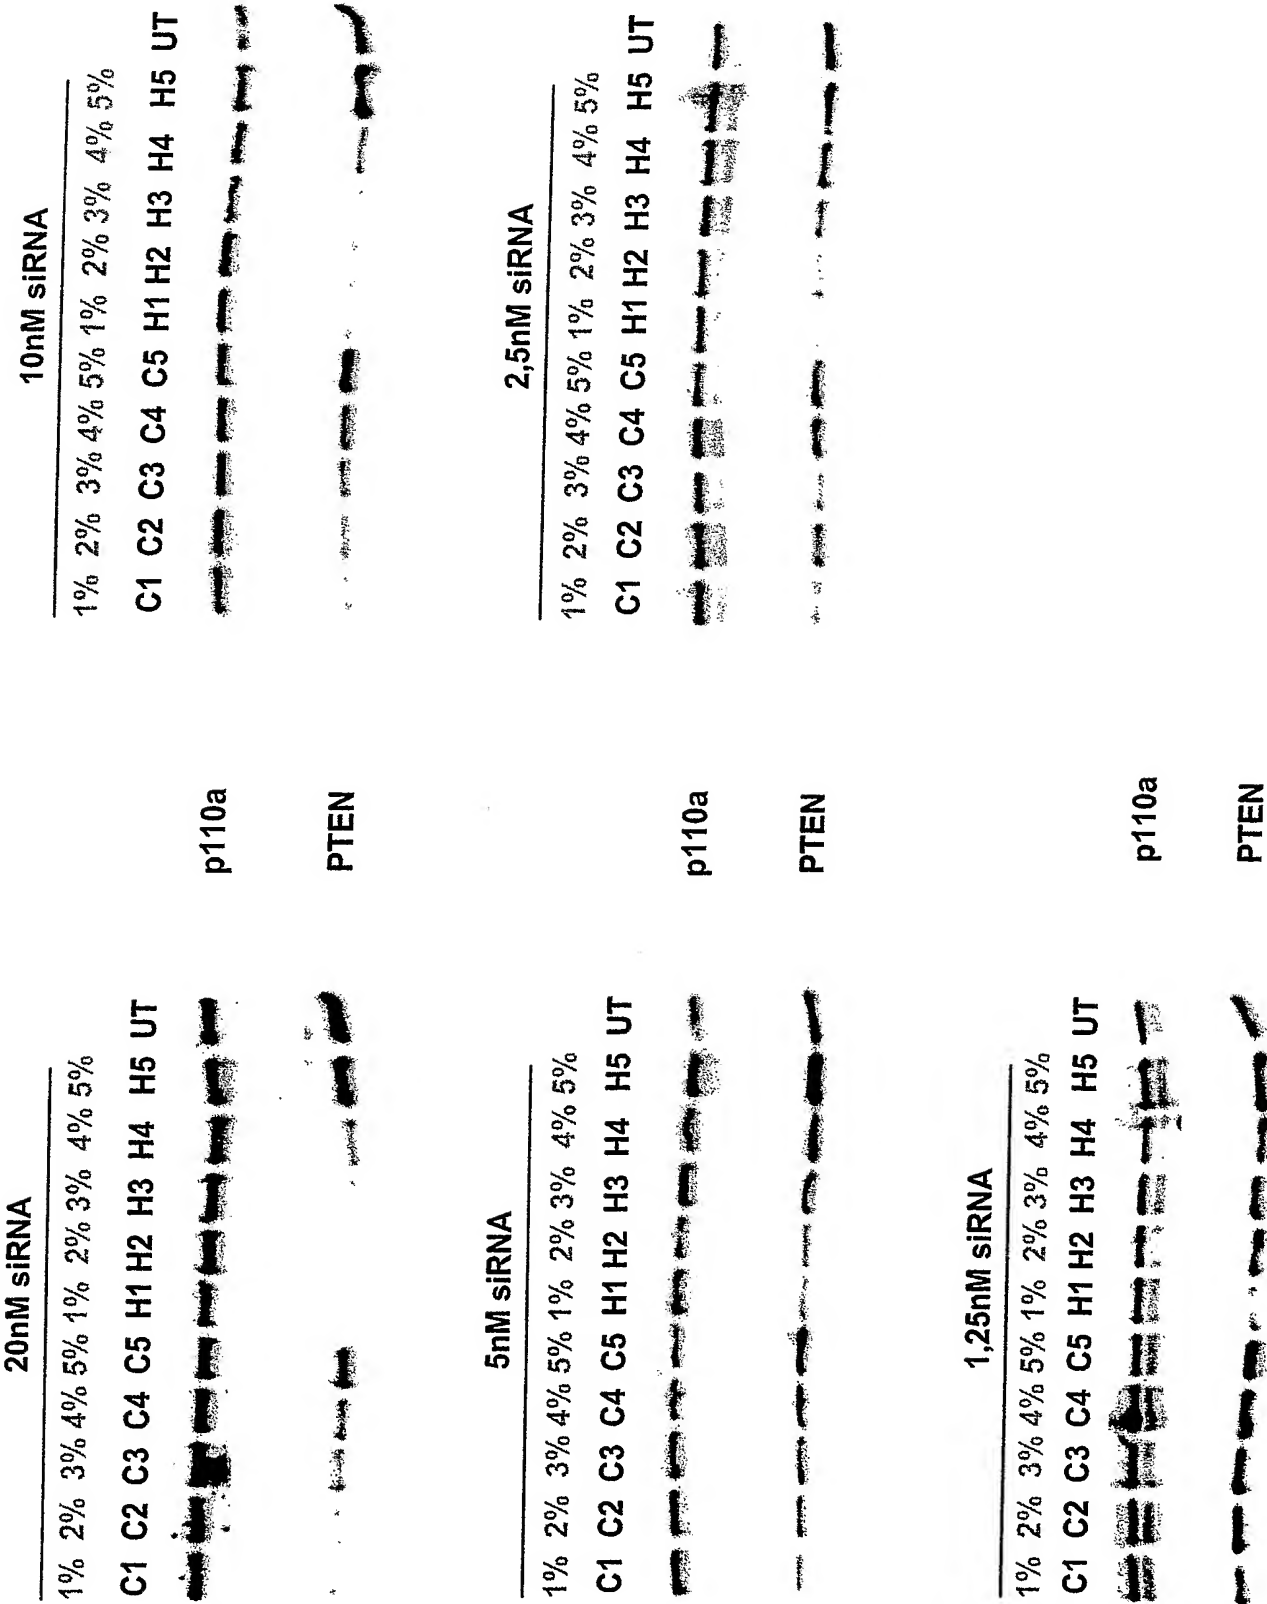 20nM siRNA
1% 2% 3% 4% 5% 1% 2% 3% 4% 5%
C1 C2 C3 C4 C5 H1 H2 H3 H4 H5 UT
p110a
PTEN
10nM siRNA
1% 2% 3% 4% 5% 1% 2% 3% 4% 5%
C1 C2 C3 C4 C5 H1 H2 H3 H4 H5 UT
5nM siRNA
1% 2% 3% 4% 5% 1% 2% 3% 4% 5%
C1 C2 C3 C4 C5 H1 H2 H3 H4 H5 UT
p110a
PTEN
2,5nM siRNA
1% 2% 3% 4% 5% 1% 2% 3% 4% 5%
C1 C2 C3 C4 C5 H1 H2 H3 H4 H5 UT
1,25nM siRNA
1% 2% 3% 4% 5% 1% 2% 3% 4% 5%
C1 C2 C3 C4 C5 H1 H2 H3 H4 H5 UT
p110a
PTEN